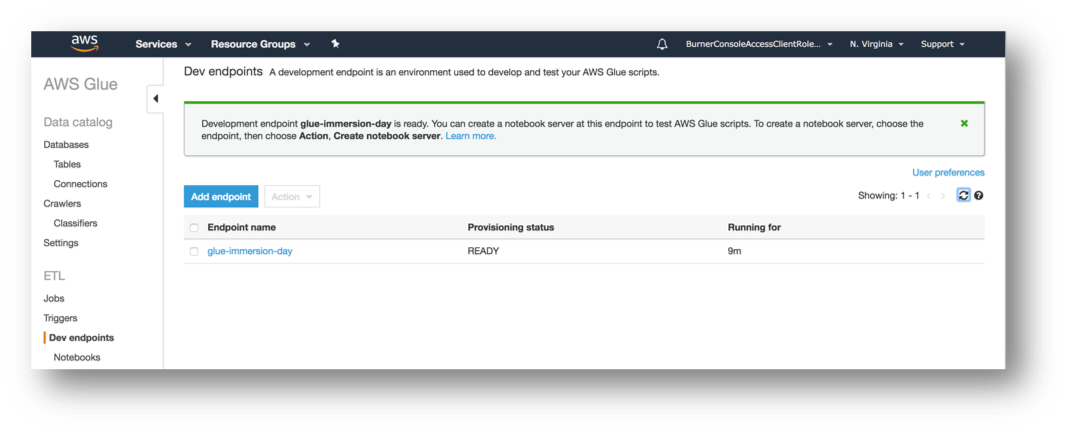 aws
Services
Resource Groups
BurnerConsoleAccessClientRole...
N. Virginia
Support
AWS Glue
Data catalog
Databases
Tables
Connections
Crawlers
Classifiers
Settings
ETL
Jobs
Triggers
Dev endpoints
Notebooks
Dev endpoints A development endpoint is an environment used to develop and test your AWS Glue scripts.
Development endpoint glue-immersion-day is ready. You can create a notebook server at this endpoint to test AWS Glue scripts. To create a notebook server, choose the
endpoint, then choose Action, Create notebook server. Learn more.
User preferences
Add endpoint
Action
Showing: 1 - 1
Endpoint name Provisioning status Running for
glue-immersion-day READY 9m